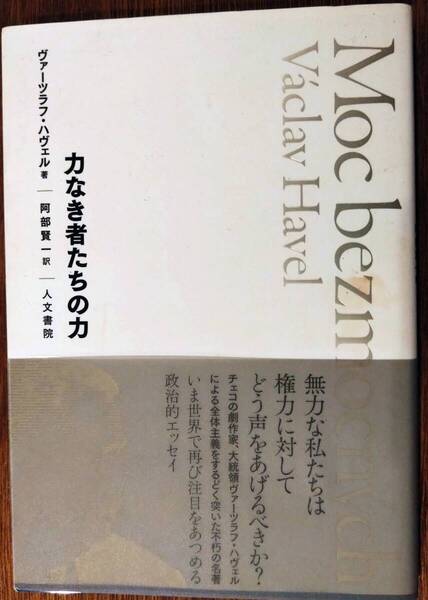 Moc bezmocných
Václav Havel
ヴァーツラフ・ハヴェル 著
力なき者たちの力
阿部賢一 訳
人文書院
無力な私たちは
権力に対して
どう声をあげるべきか?
チェコの劇作家、大統領ヴァーツラフ・ハヴェル
による全体主義をするどく突いた不朽の名著
いま世界で再び注目をあつめる
政治的エッセイ